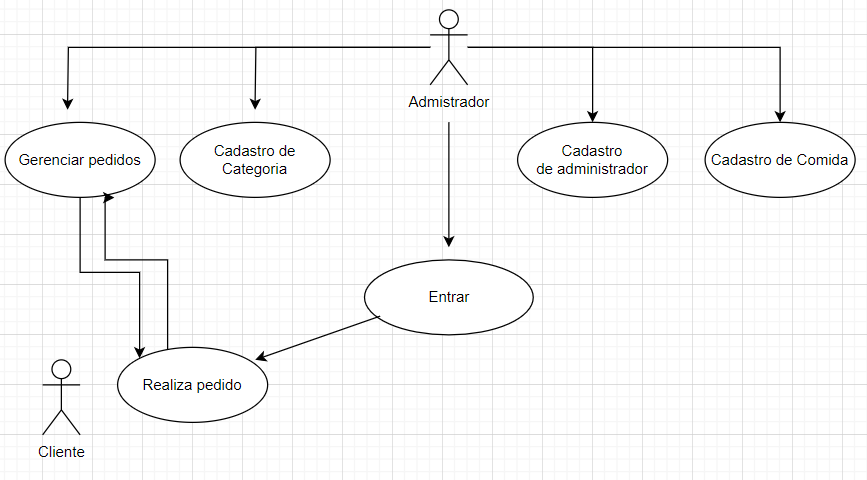 Admistrador
Gerenciar pedidos
Cadastro de
Categoria
Cadastro
de administrador
Cadastro de Comida
Entrar
Realiza pedido
Cliente